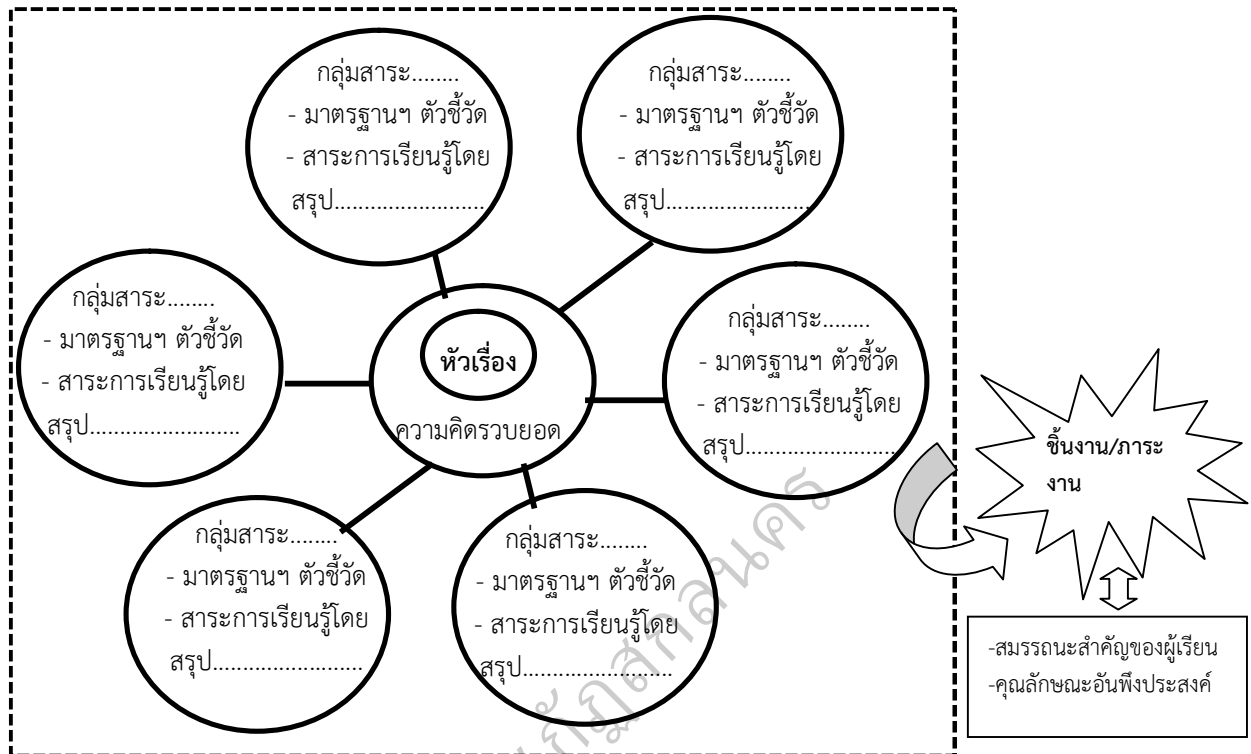 กลุ่มสาระ........
- มาตรฐานฯ ตัวชี้วัด
- สาระการเรียนรู้โดย
สรุป.........................
กลุ่มสาระ........
- มาตรฐานฯ ตัวชี้วัด
- สาระการเรียนรู้โดย
สรุป.........................
กลุ่มสาระ........
- มาตรฐานฯ ตัวชี้วัด
- สาระการเรียนรู้โดย
สรุป.........................
หัวเรื่อง
ความคิดรวบยอด
กลุ่มสาระ........
- มาตรฐานฯ ตัวชี้วัด
- สาระการเรียนรู้โดย
สรุป.........................
ชิ้นงาน/ภาระ
งาน
กลุ่มสาระ........
- มาตรฐานฯ ตัวชี้วัด
- สาระการเรียนรู้โดย
สรุป.........................
กลุ่มสาระ........
- มาตรฐานฯ ตัวชี้วัด
- สาระการเรียนรู้โดย
สรุป.........................
-สมรรถนะสำคัญของผู้เรียน
-คุณลักษณะอันพึงประสงค์